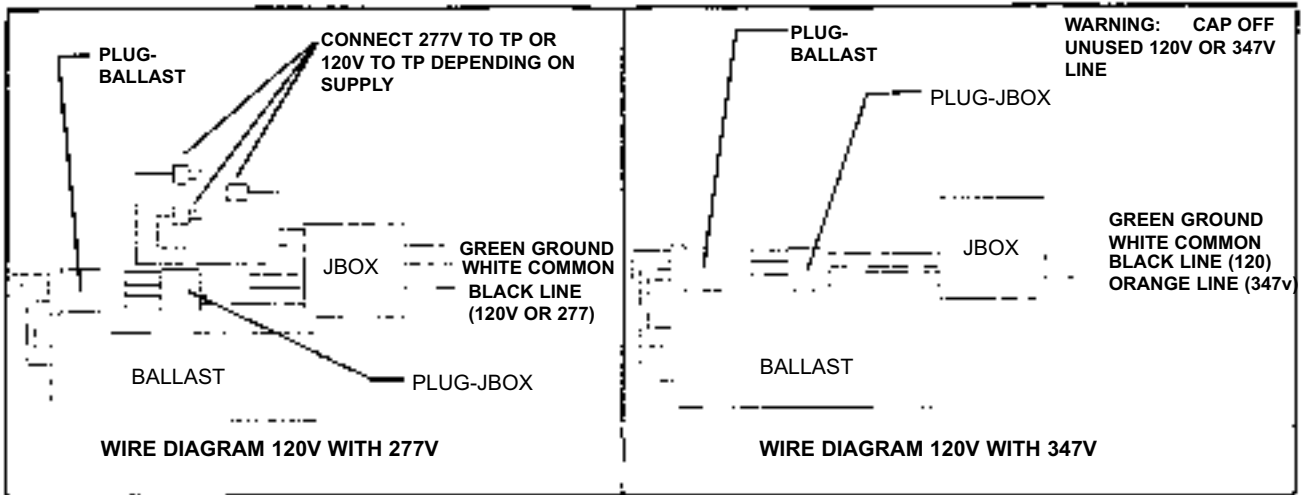 PLUG-
BALLAST
CONNECT 277V TO TP OR
120V TO TP DEPENDING ON
SUPPLY
JBOX
GREEN GROUND
WHITE COMMON
BLACK LINE
(120V OR 277)
BALLAST
PLUG-JBOX
WIRE DIAGRAM 120V WITH 277V
PLUG-
BALLAST
WARNING: CAP OFF
UNUSED 120V OR 347V
LINE
PLUG-JBOX
JBOX
GREEN GROUND
WHITE COMMON
BLACK LINE (120)
ORANGE LINE (347v)
BALLAST
WIRE DIAGRAM 120V WITH 347V